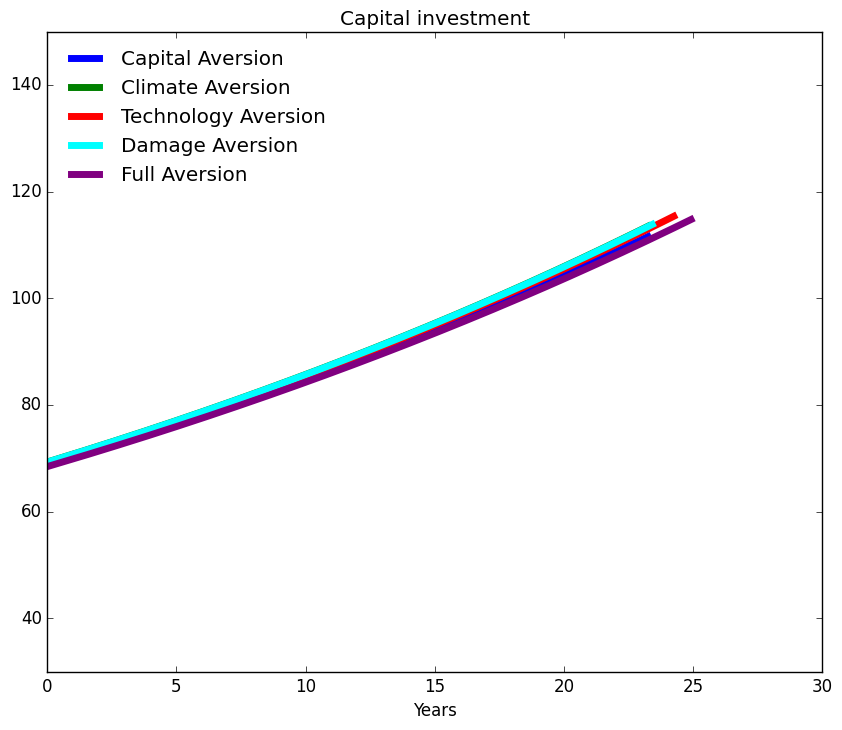 Capital investment
Capital Aversion
Climate Aversion
Technology Aversion
Damage Aversion
Full Aversion
140
120
100
80
60
40
0 5 10 15 20 25 30
Years